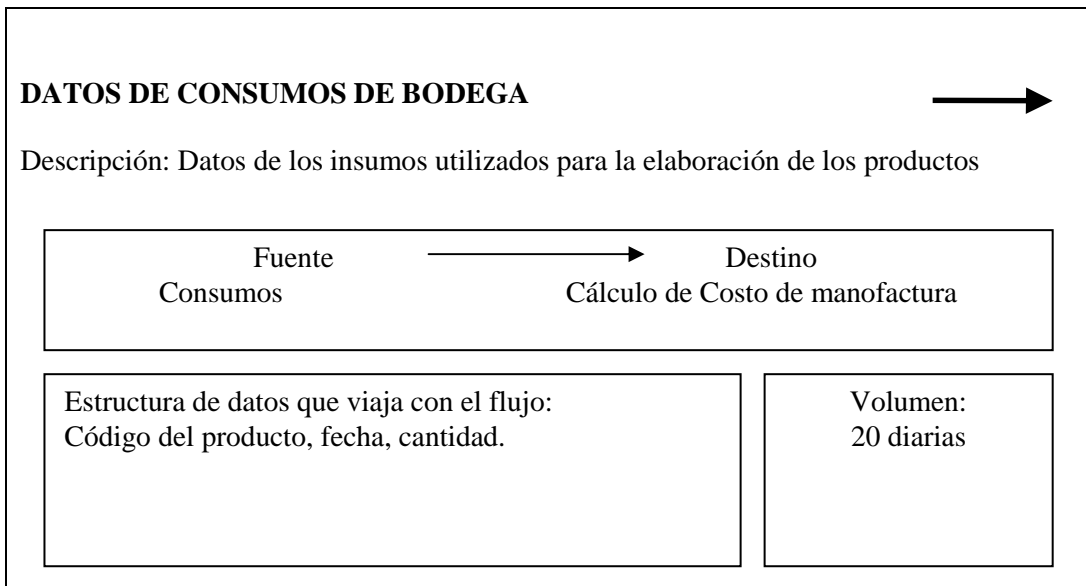 DATOS DE CONSUMOS DE BODEGA
Descripción: Datos de los insumos utilizados para la elaboración de los productos
Fuente Destino
Consumos Cálculo de Costo de manofactura
Estructura de datos que viaja con el flujo:
Código del producto, fecha, cantidad.
Volumen:
20 diarias